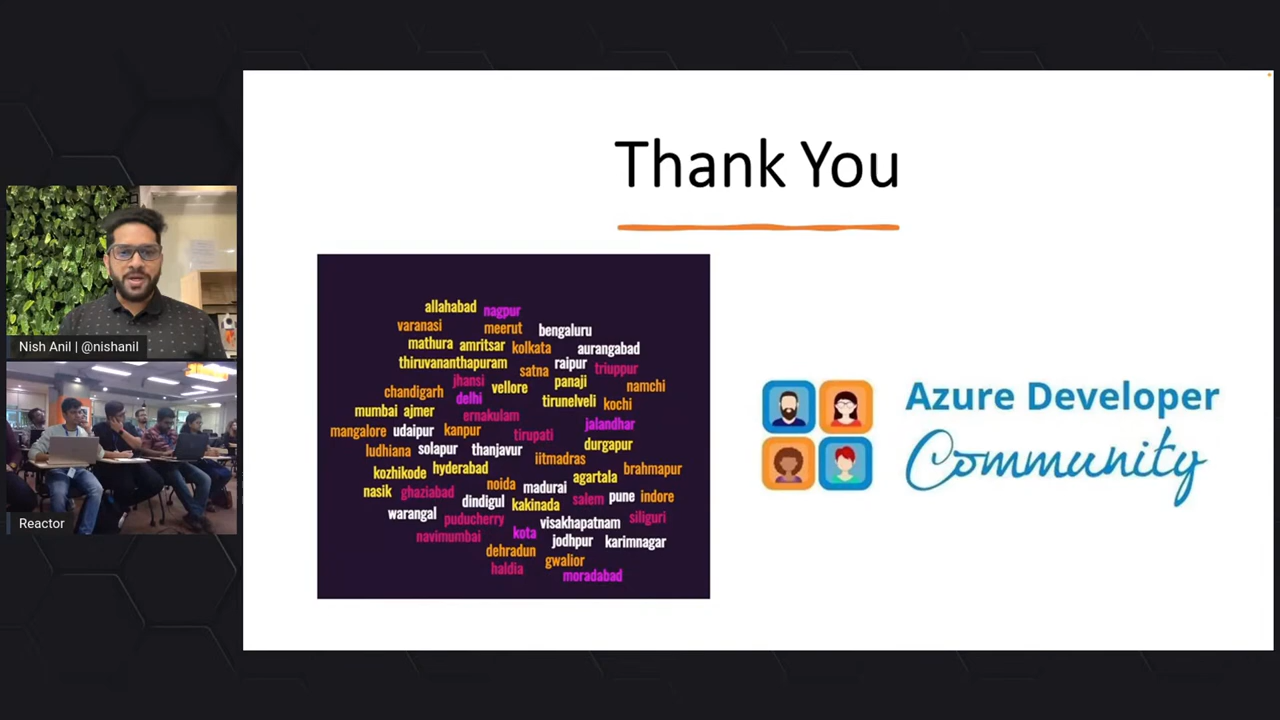 Thank You
allahabad nagpur
varanasi meerut bengaluru
mathura amritsar kolkata aurangabad
thiruvananthapuram satna raipur triuppur
chandigarh jhansi vellore panaji namchi
delhi tirunelveli kochi
mumbai ajmer ernakulam jalandhar
mangalore udaipur kanpur tirupati durgapur
ludhiana solapur thanjavur iitmadras
kozhikode hyderabad agartala brahmapur
nasik ghaziabad noida madurai salem pune indore
dindigul kakinada
warangal puducherry visakhapatnam siliguri
navimumbai kota jodhpur karimnagar
dehradun gwalior
haldia moradabad
Azure Developer
Community
Nish Anil | @nishanil
Reactor